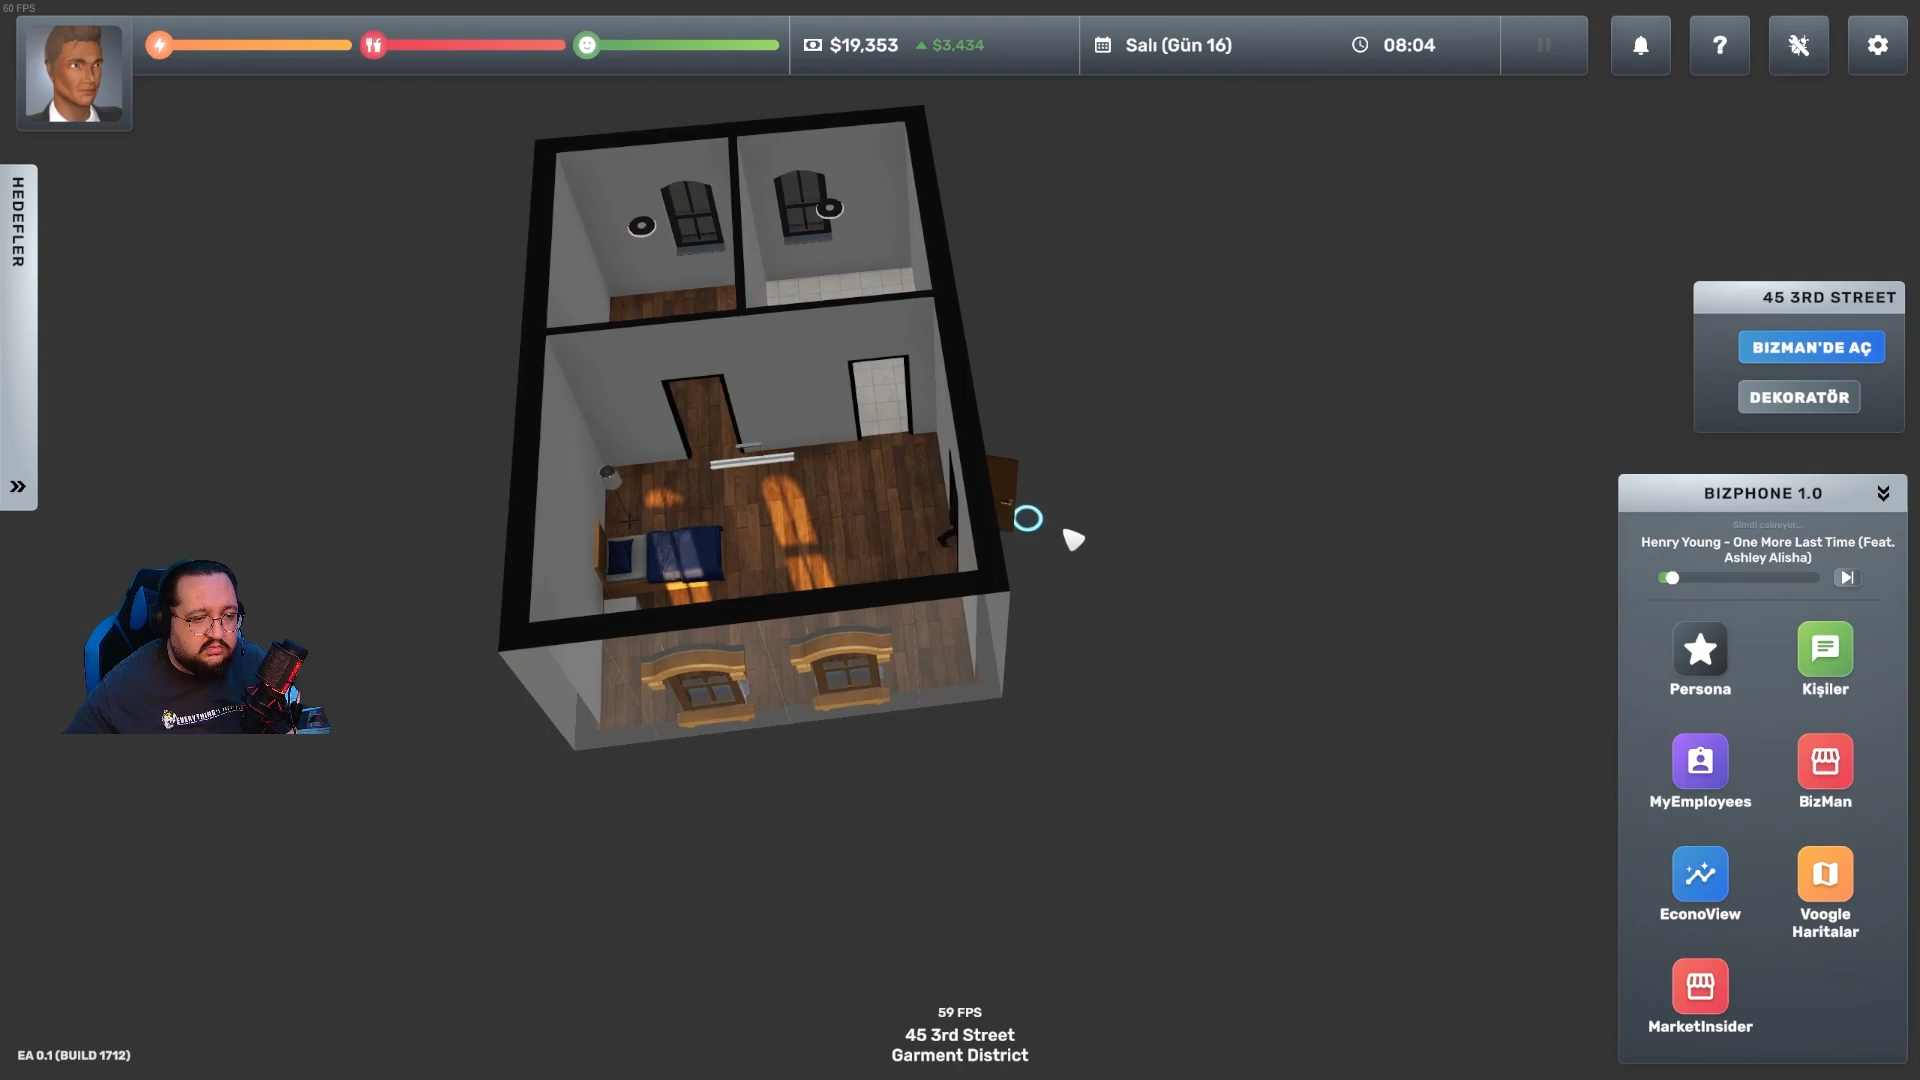 60 FPS
$19,353
$3,434
Salı (Gün 16)
08:04
?
HEDEFLER
45 3RD STREET
BIZMAN'DE AÇ
DEKORATÖR
BIZPHONE 1.0
Şimdi çalınıyor...
Henry Young - One More Last Time (Feat.
Ashley Alisha)
Persona
Kişiler
MyEmployees
BizMan
EconoView
Voogle
Haritalar
MarketInsider
59 FPS
45 3rd Street
Garment District
EA 0.1 (BUILD 1712)